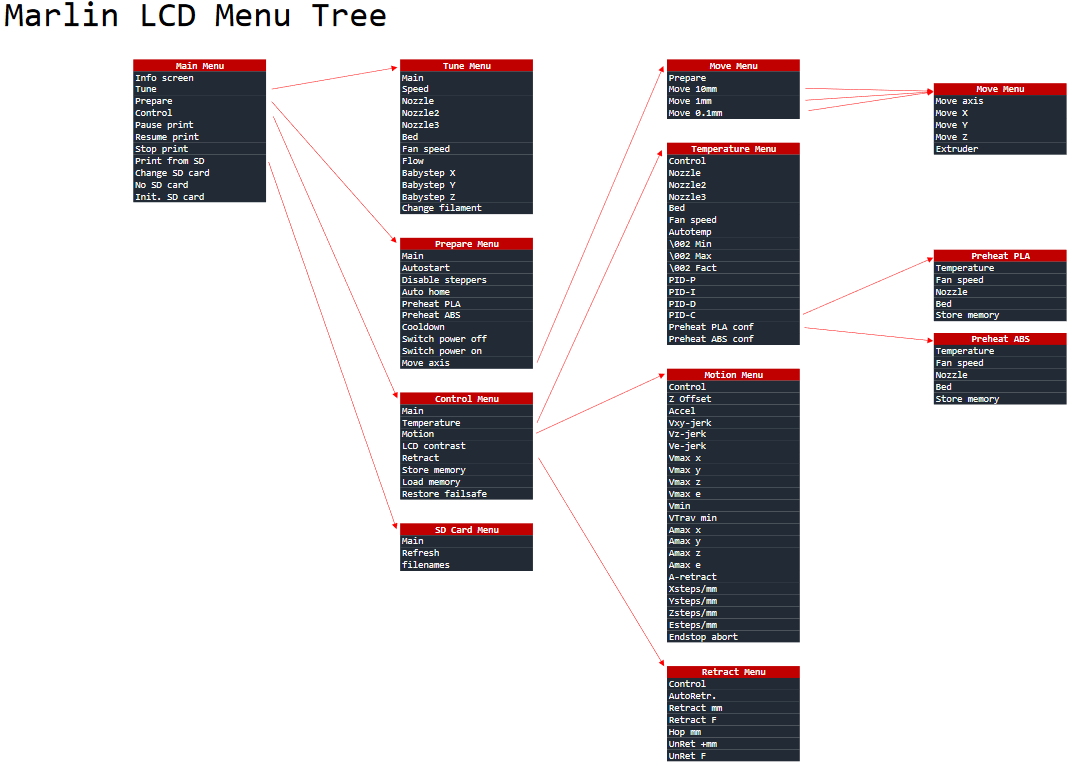 Marlin LCD Menu Tree
Main Menu
Info screen
Tune
Prepare
Control
Pause print
Resume print
Stop print
Print from SD
Change SD card
No SD card
Init. SD card
Tune Menu
Main
Speed
Nozzle
Nozzle2
Nozzle3
Bed
Fan speed
Flow
Babystep X
Babystep Y
Babystep Z
Change filament
Prepare Menu
Main
Autostart
Disable steppers
Auto home
Preheat PLA
Preheat ABS
Cooldown
Switch power off
Switch power on
Move axis
Control Menu
Main
Temperature
Motion
LCD contrast
Retract
Store memory
Load memory
Restore failsafe
SD Card Menu
Main
Refresh
filenames
Move Menu
Prepare
Move 10mm
Move 1mm
Move 0.1mm
Temperature Menu
Control
Nozzle
Nozzle2
Nozzle3
Bed
Fan speed
Autotemp
\002 Min
\002 Max
\002 Fact
PID-P
PID-I
PID-D
PID-C
Preheat PLA conf
Preheat ABS conf
Motion Menu
Control
Z Offset
Accel
Vxy-jerk
Vz-jerk
Ve-jerk
Vmax x
Vmax y
Vmax z
Vmax e
Vmin
VTrav min
Amax x
Amax y
Amax z
Amax e
A-retract
Xsteps/mm
Ysteps/mm
Zsteps/mm
Esteps/mm
Endstop abort
Retract Menu
Control
AutoRetr.
Retract mm
Retract F
Hop mm
UnRet +mm
UnRet F
Move Menu
Move axis
Move X
Move Y
Move Z
Extruder
Preheat PLA
Temperature
Fan speed
Nozzle
Bed
Store memory
Preheat ABS
Temperature
Fan speed
Nozzle
Bed
Store memory